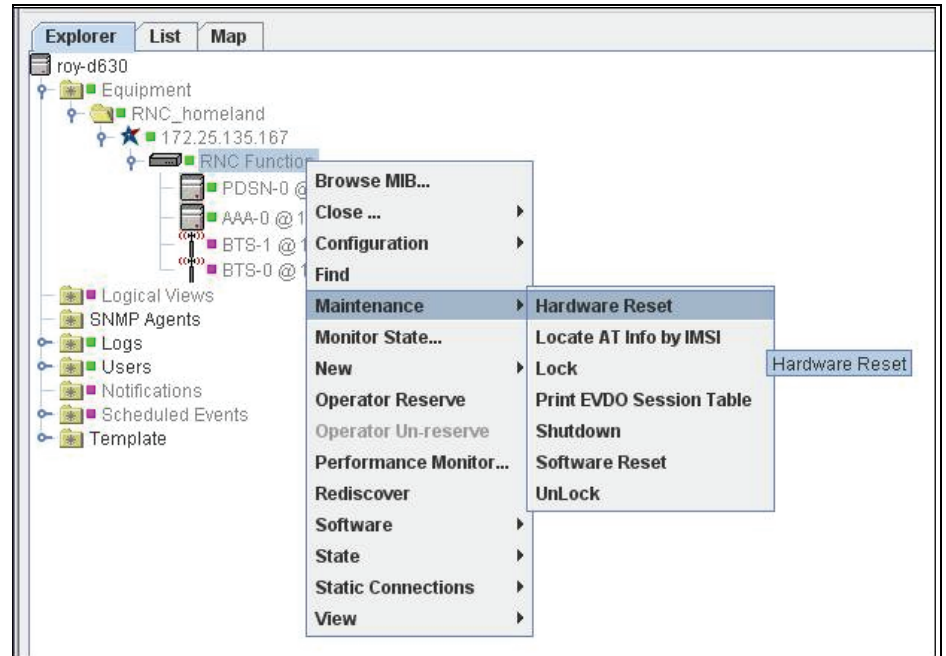 Explorer List Map
roy-d630
Equipment
RNC_homeland
172.25.135.167
RNC Function
PDSN-0 @
AAA-0 @ 1
BTS-1 @ 1
BTS-0 @ 1
Logical Views
SNMP Agents
Logs
Users
Notifications
Scheduled Events
Template
Browse MIB...
Close ...
Configuration
Find
Maintenance
Monitor State...
New
Operator Reserve
Operator Un-reserve
Performance Monitor...
Rediscover
Software
State
Static Connections
View
Hardware Reset
Locate AT Info by IMSI
Lock
Print EVDO Session Table
Shutdown
Software Reset
UnLock
Hardware Reset